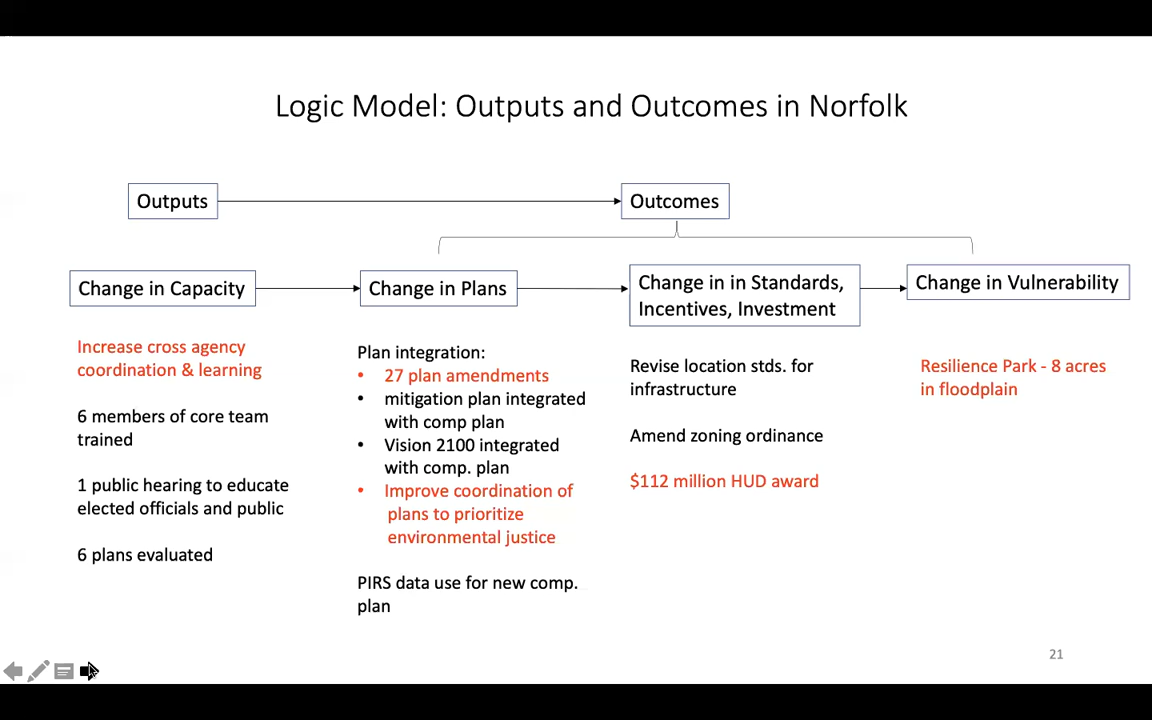 Logic Model: Outputs and Outcomes in Norfolk
Outputs
Outcomes
Change in Capacity
Change in Plans
Change in in Standards,
Incentives, Investment
Change in Vulnerability
Increase cross agency
coordination & learning
6 members of core team
trained
1 public hearing to educate
elected officials and public
6 plans evaluated
Plan integration:
• 27 plan amendments
• mitigation plan integrated
with comp plan
• Vision 2100 integrated
with comp. plan
• Improve coordination of
plans to prioritize
environmental justice
PIRS data use for new comp.
plan
Revise location stds. for
infrastructure
Amend zoning ordinance
$112 million HUD award
Resilience Park - 8 acres
in floodplain
21